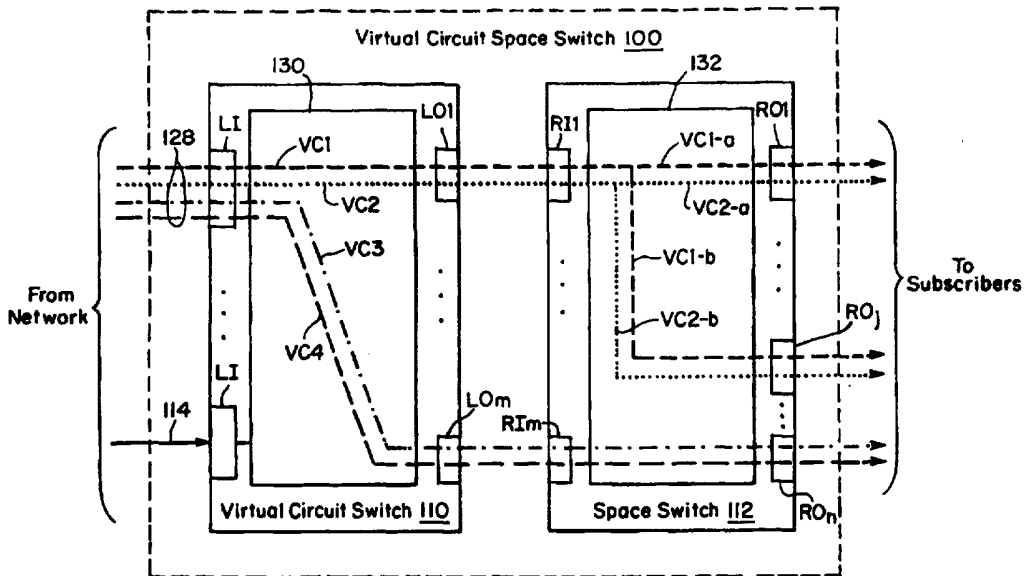 Virtual Circuit Space Switch 100
130
132
LI
LO1
RI1
RO1
128
VC1
VC1-a
VC2
VC2-a
VC3
VC1-b
From
Network
To
Subscribers
VC2-b
ROj
VC4
LI
LOm
RIm
114
Virtual Circuit Switch 110
Space Switch 112
ROn